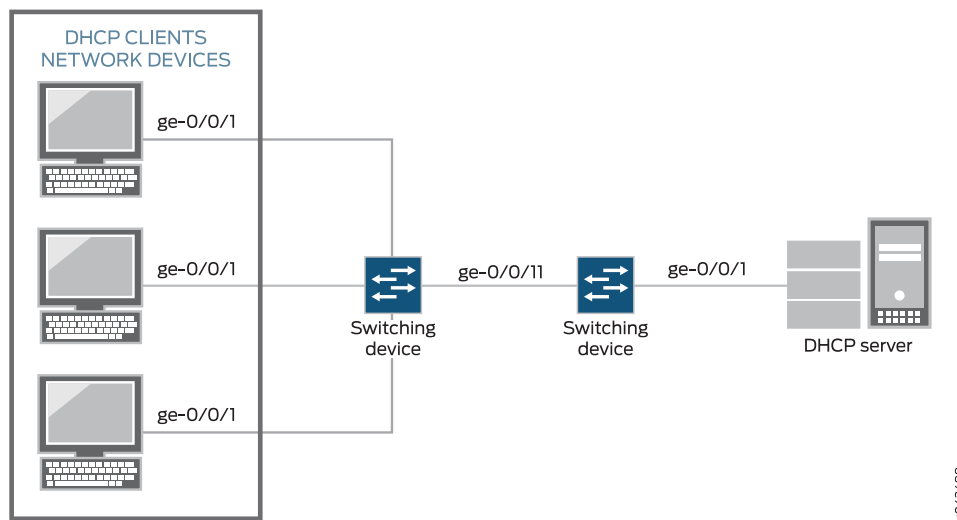 DHCP CLIENTS
NETWORK DEVICES
ge-0/0/1
ge-0/0/1
ge-0/0/11
ge-0/0/1
Switching
device
Switching
device
DHCP server
ge-0/0/1